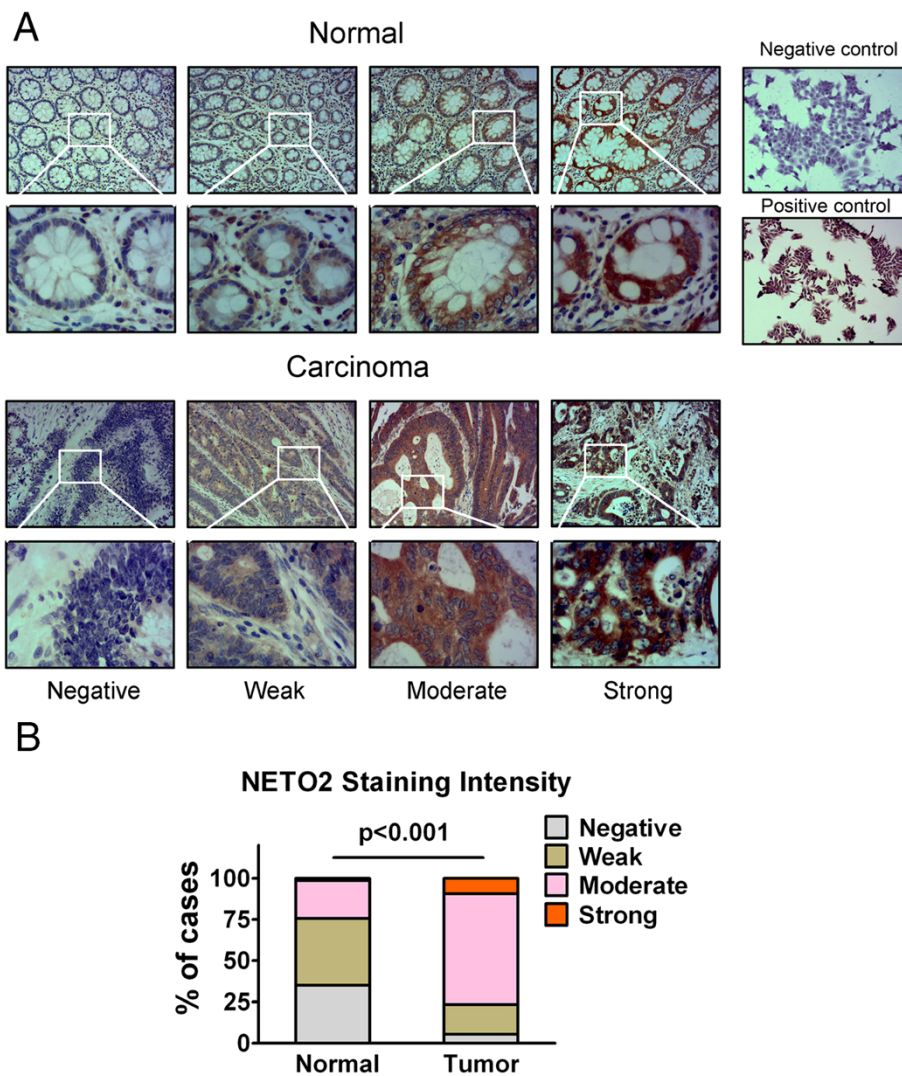 A
Normal
Negative control
Positive control
Carcinoma
Negative
Weak
Moderate
Strong
B
NETO2 Staining Intensity
p<0.001
Negative
Weak
Moderate
Strong
% of cases
100
75
50
25
0
Normal
Tumor